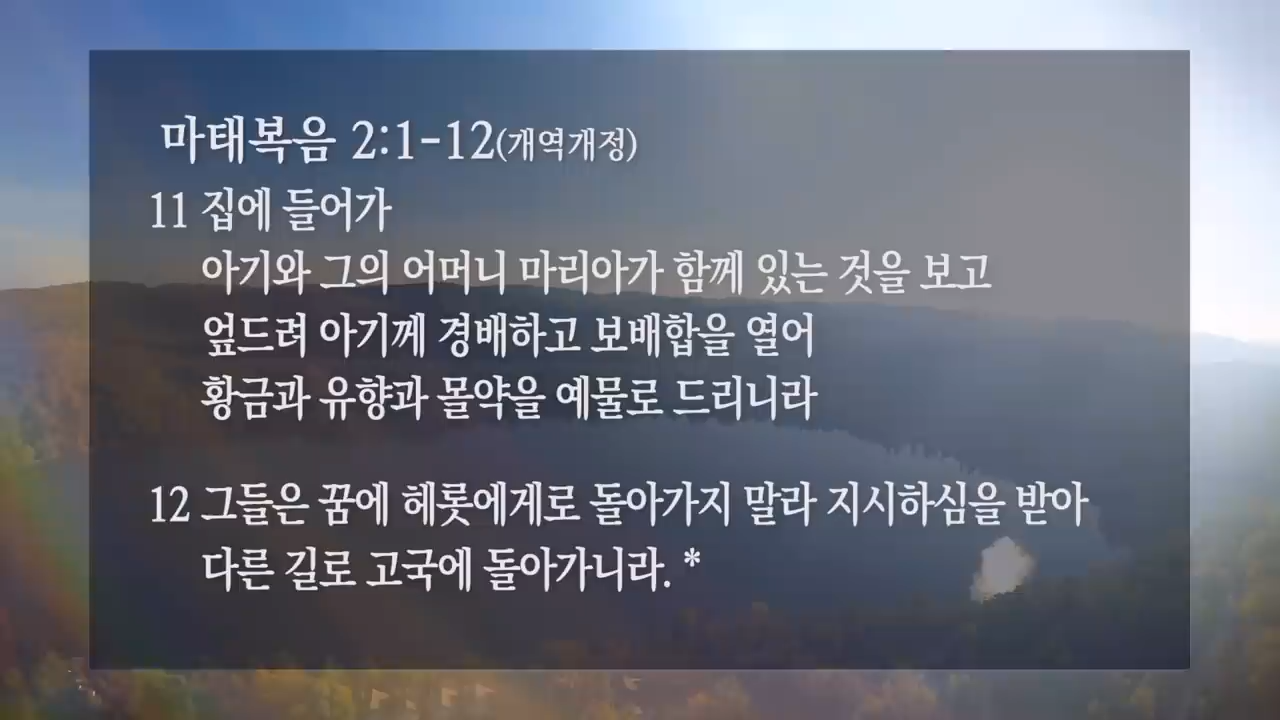 마태복음 2:1-12(개역개정)
11 집에 들어가
아기와 그의 어머니 마리아가 함께 있는 것을 보고
엎드려 아기께 경배하고 보배합을 열어
황금과 유향과 몰약을 예물로 드리니라
12 그들은 꿈에 헤롯에게로 돌아가지 말라 지시하심을 받아
다른 길로 고국에 돌아가니라. *